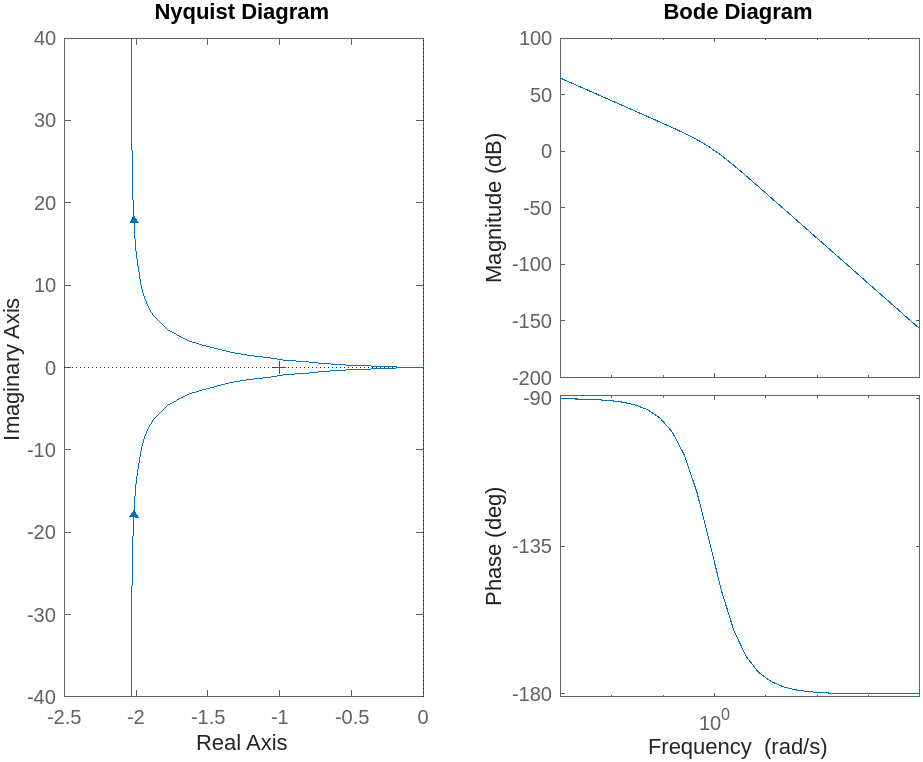 Nyquist Diagram
40
30
20
10
0
-10
-20
-30
-40
Imaginary Axis
-2.5 -2 -1.5 -1 -0.5 0
Real Axis
Bode Diagram
100
50
0
-50
-100
-150
-200
Magnitude (dB)
-90
-135
-180
Phase (deg)
10^0
Frequency (rad/s)